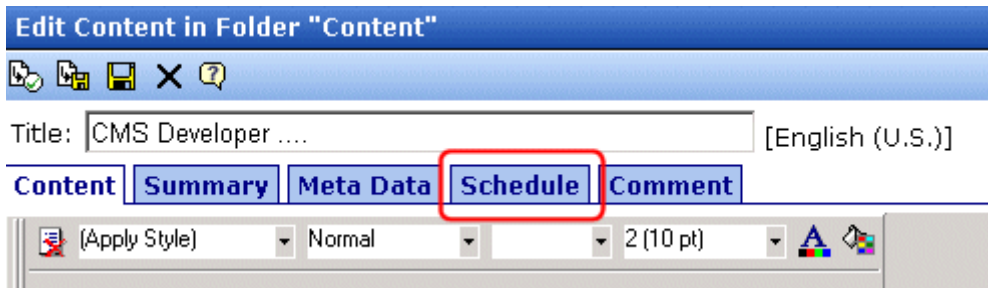 Edit Content in Folder "Content"
Title: CMS Developer .... [English (U.S.)]
Content Summary Meta Data Schedule Comment
(Apply Style) Normal 2 (10 pt) A